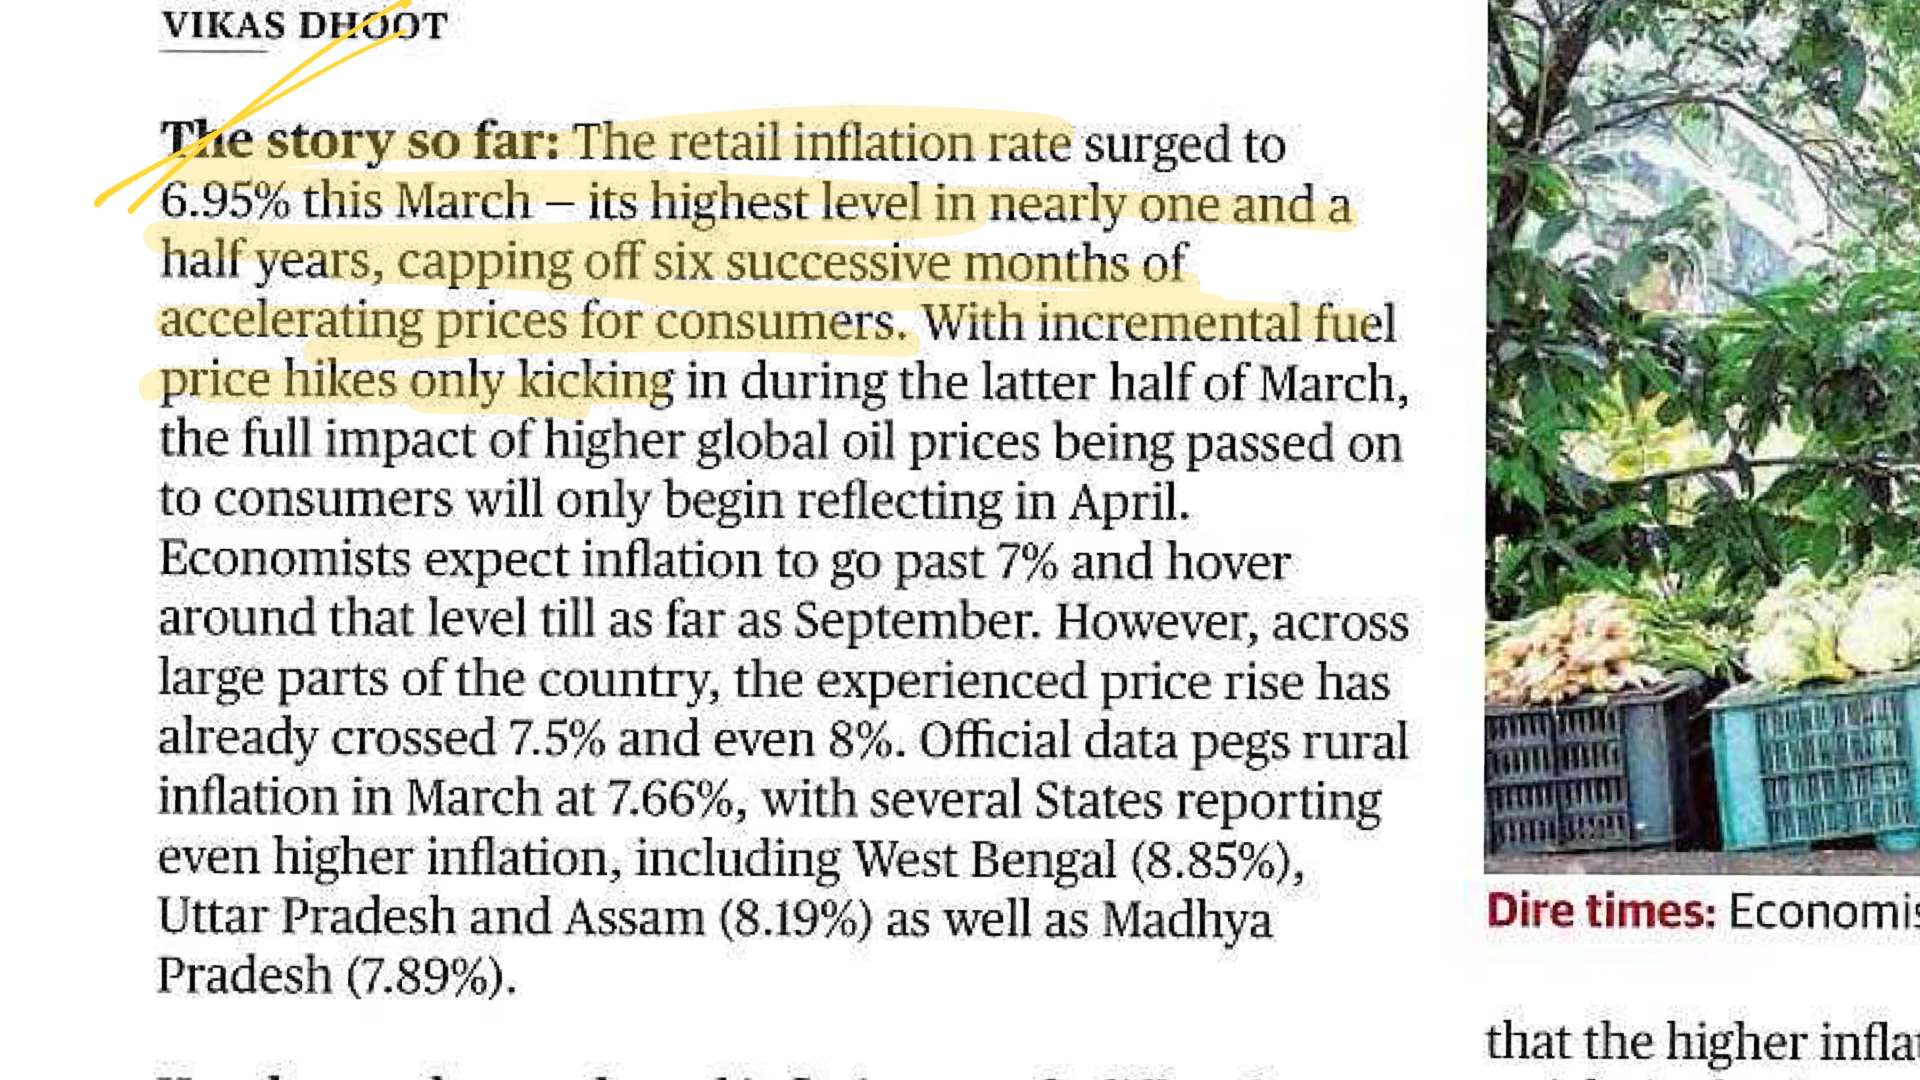 VIKAS DHOOT
The story so far: The retail inflation rate surged to
6.95% this March – its highest level in nearly one and a
half years, capping off six successive months of
accelerating prices for consumers. With incremental fuel
price hikes only kicking in during the latter half of March,
the full impact of higher global oil prices being passed on
to consumers will only begin reflecting in April.
Economists expect inflation to go past 7% and hover
around that level till as far as September. However, across
large parts of the country, the experienced price rise has
already crossed 7.5% and even 8%. Official data pegs rural
inflation in March at 7.66%, with several States reporting
even higher inflation, including West Bengal (8.85%),
Uttar Pradesh and Assam (8.19%) as well as Madhya
Pradesh (7.89%).
Dire times:
that the higher